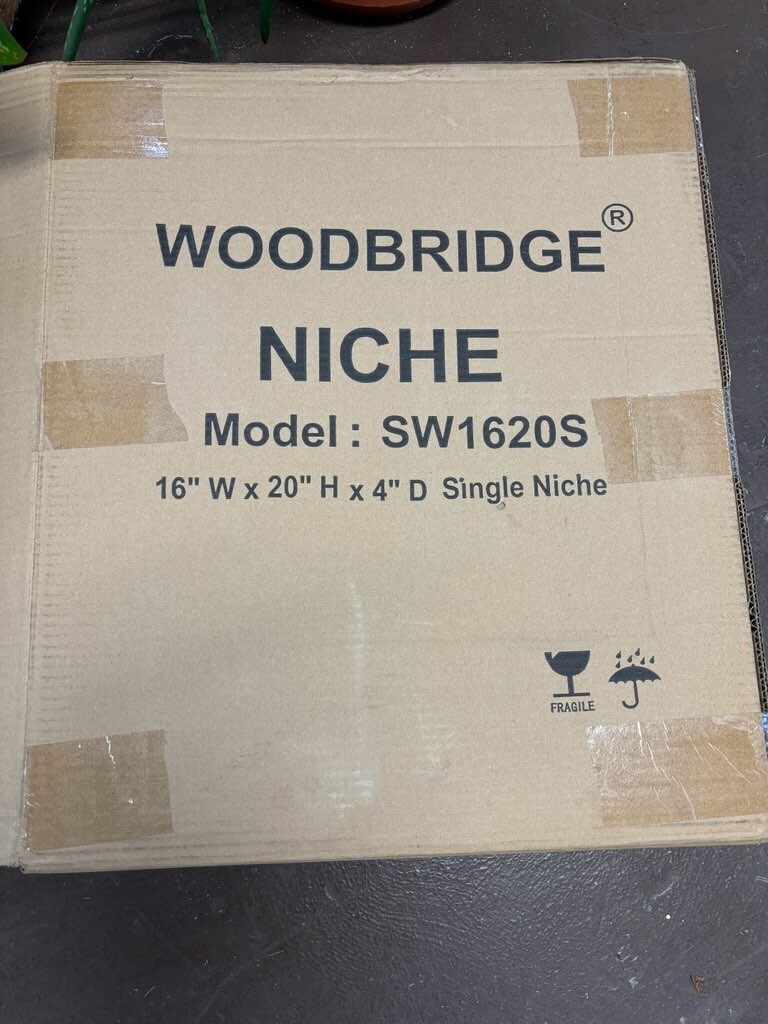 WOODBRIDGE®
NICHE
Model : SW1620S
16" W x 20" H x 4" D Single Niche
FRAGILE